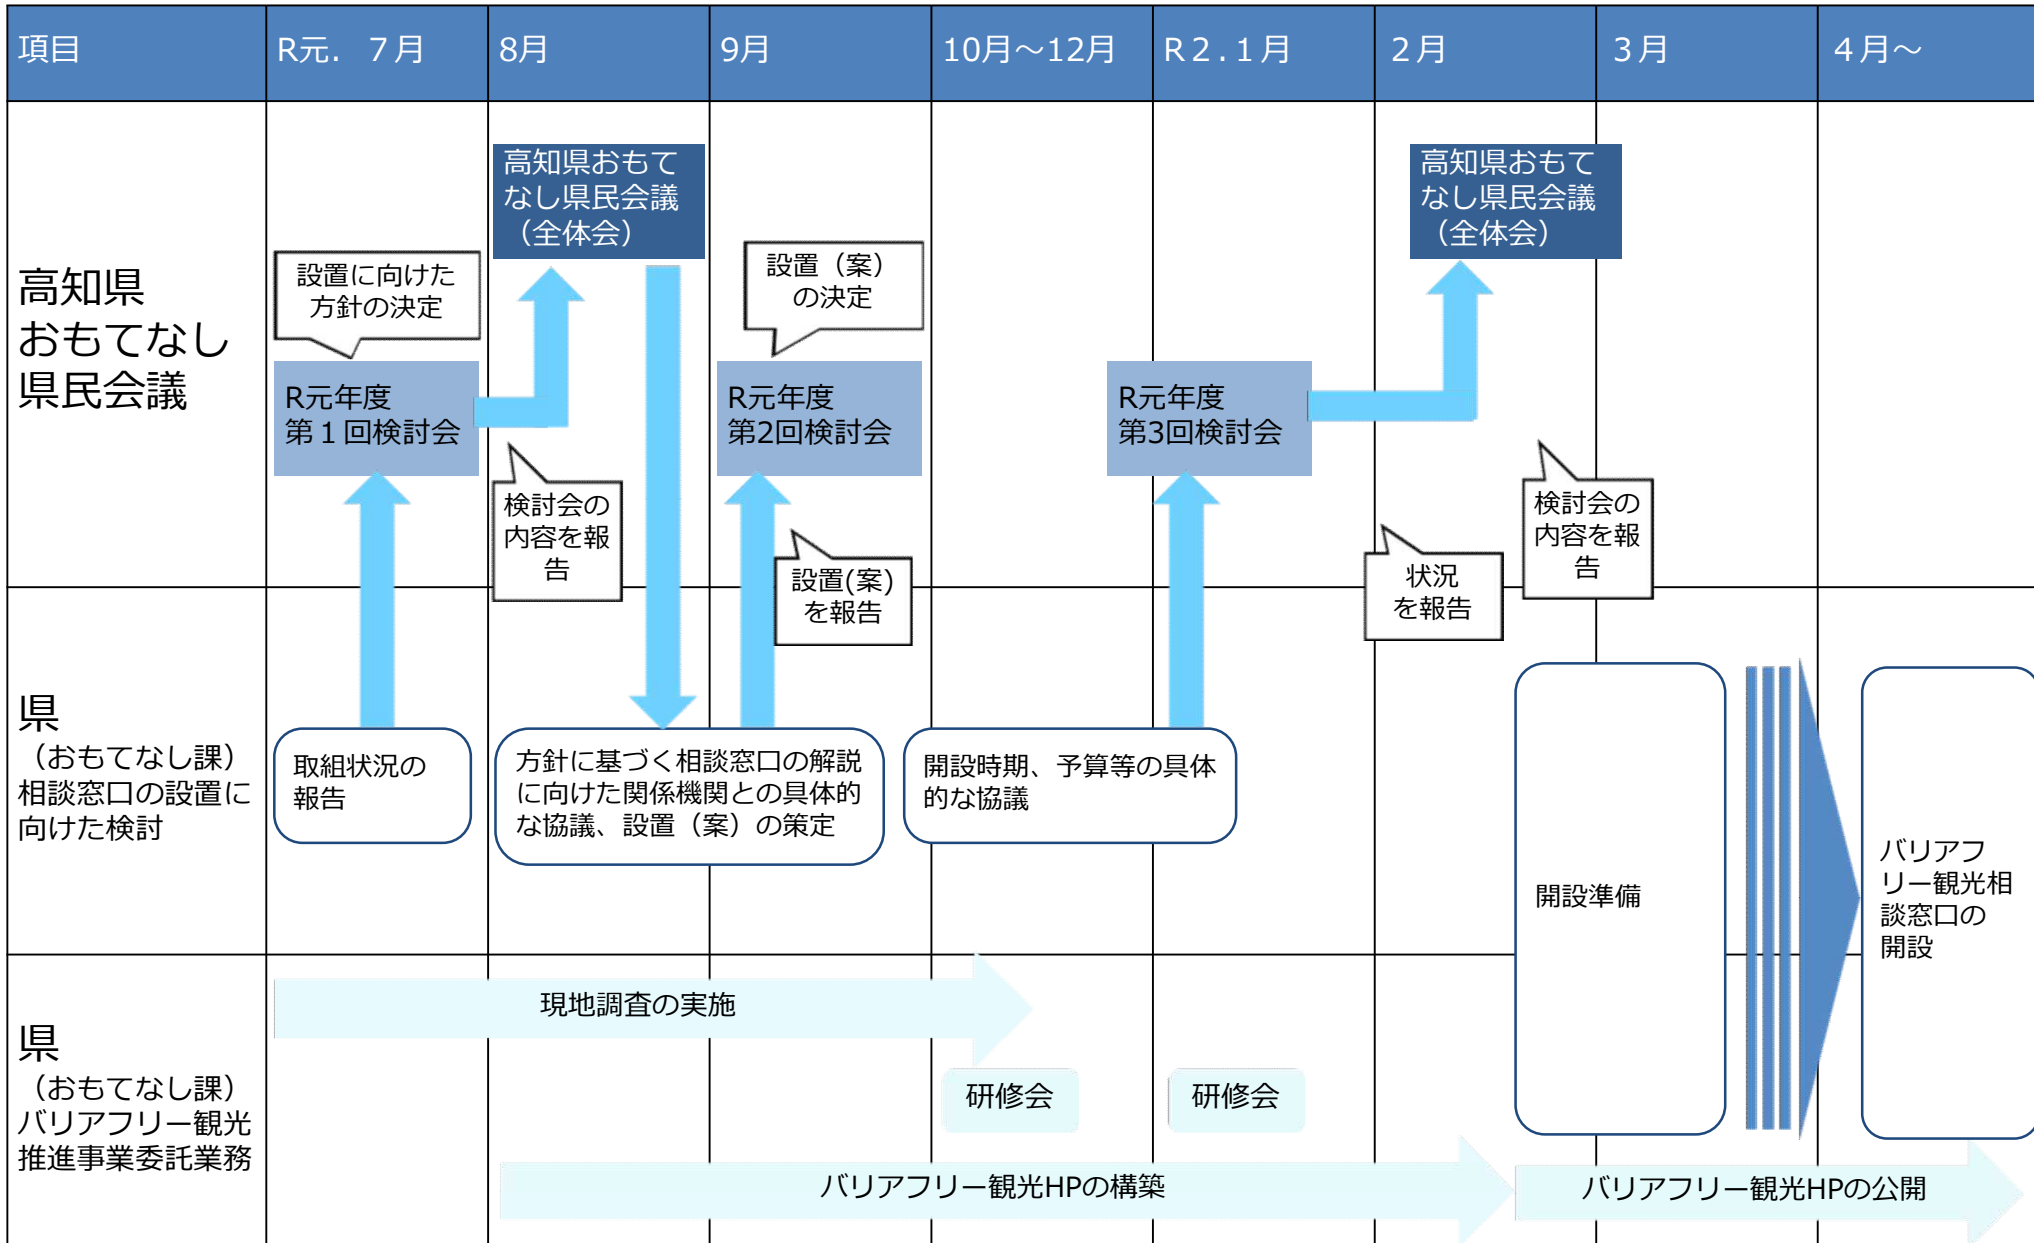 項目
R元．７月
8月
9月
10月～12月
R２.１月
２月
３月
４月～
高知県
おもてなし
県民会議
設置に向けた
方針の決定
R元年度
第１回検討会
高知県おもて
なし県民会議
（全体会）
検討会の
内容を報
告
設置（案）
の決定
R元年度
第2回検討会
設置(案)
を報告
R元年度
第3回検討会
高知県おもて
なし県民会議
（全体会）
状況
を報告
検討会の
内容を報
告
県
（おもてなし課）
相談窓口の設置に
向けた検討
取組状況の
報告
方針に基づく相談窓口の解説
に向けた関係機関との具体的
な協議、設置（案）の策定
開設時期、予算等の具体
的な協議
開設準備
バリアフ
リー観光相
談窓口の
開設
県
（おもてなし課）
バリアフリー観光
推進事業委託業務
現地調査の実施
研修会
研修会
バリアフリー観光HPの構築
バリアフリー観光HPの公開